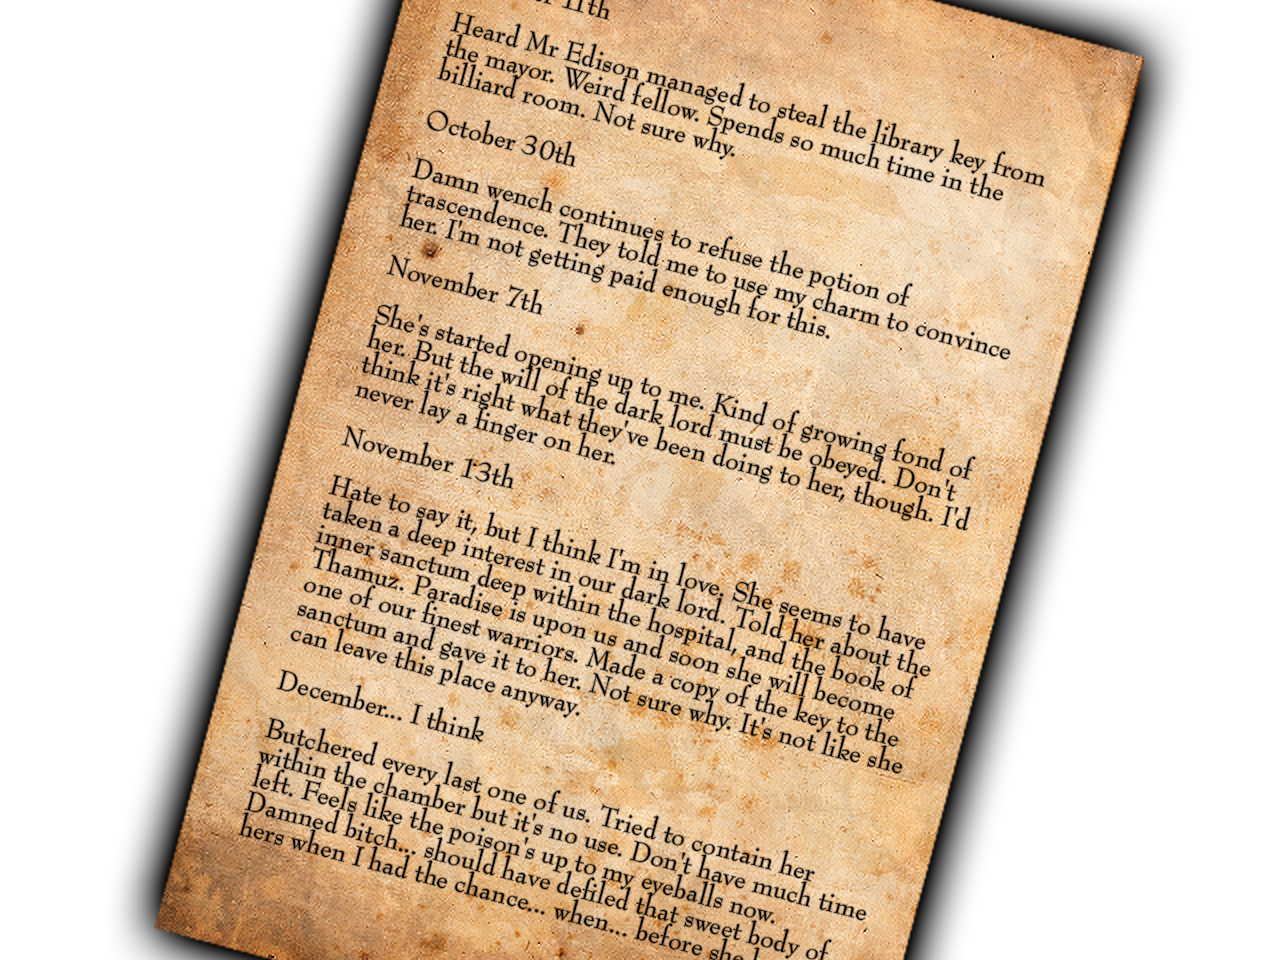 11th
Heard Mr Edison managed to steal the library key from
the mayor. Weird fellow. Spends so much time in the
billiard room. Not sure why.
October 30th
Damn wench continues to refuse the potion of
trascendence. They told me to use my charm to convince
her. I'm not getting paid enough for this.
November 7th
She's started opening up to me. Kind of growing fond of
her. But the will of the dark lord must be obeyed. Don't
think it's right what they've been doing to her, though. I'd
never lay a finger on her.
November 13th
Hate to say it, but I think I'm in love. She seems to have
taken a deep interest in our dark lord. Told her about the
inner sanctum deep within the hospital, and the book of
Thamuz. Paradise is upon us and soon she will become
one of our finest warriors. Made a copy of the key to the
sanctum and gave it to her. Not sure why. It's not like she
can leave this place anyway.
December... I think
Butchered every last one of us. Tried to contain her
within the chamber but it's no use. Don't have much time
left. Feels like the poison's up to my eyeballs now.
Damned bitch... should have defiled that sweet body of
hers when I had the chance... when... before she